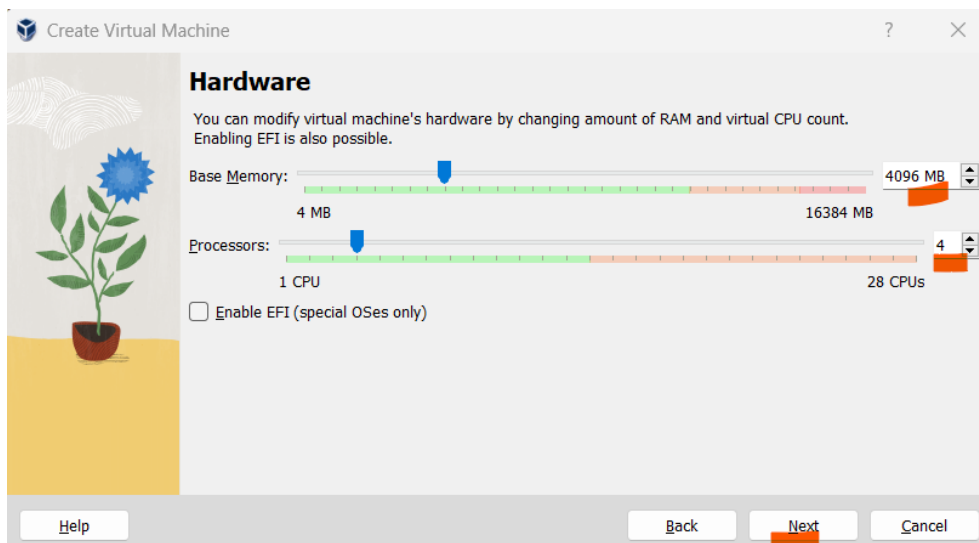 Create Virtual Machine
?
Hardware
You can modify virtual machine's hardware by changing amount of RAM and virtual CPU count.
Enabling EFI is also possible.
Base Memory:
4096 MB
4 MB
16384 MB
Processors:
4
1 CPU
28 CPUs
Enable EFI (special OSes only)
Help
Back
Next
Cancel